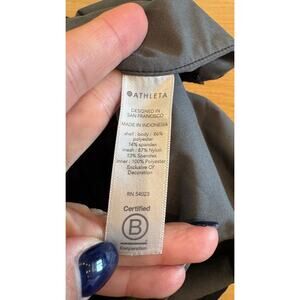 ATHLETA
DESIGNED IN
SAN FRANCISCO
MADE IN INDONESIA
shell : body : 86%
polyester
14% spandex
mesh : 87% Nylon
13% Spandex
inner : 100% Polyester
Exclusive Of
Decoration
RN 54023
Certified
B
Corporation